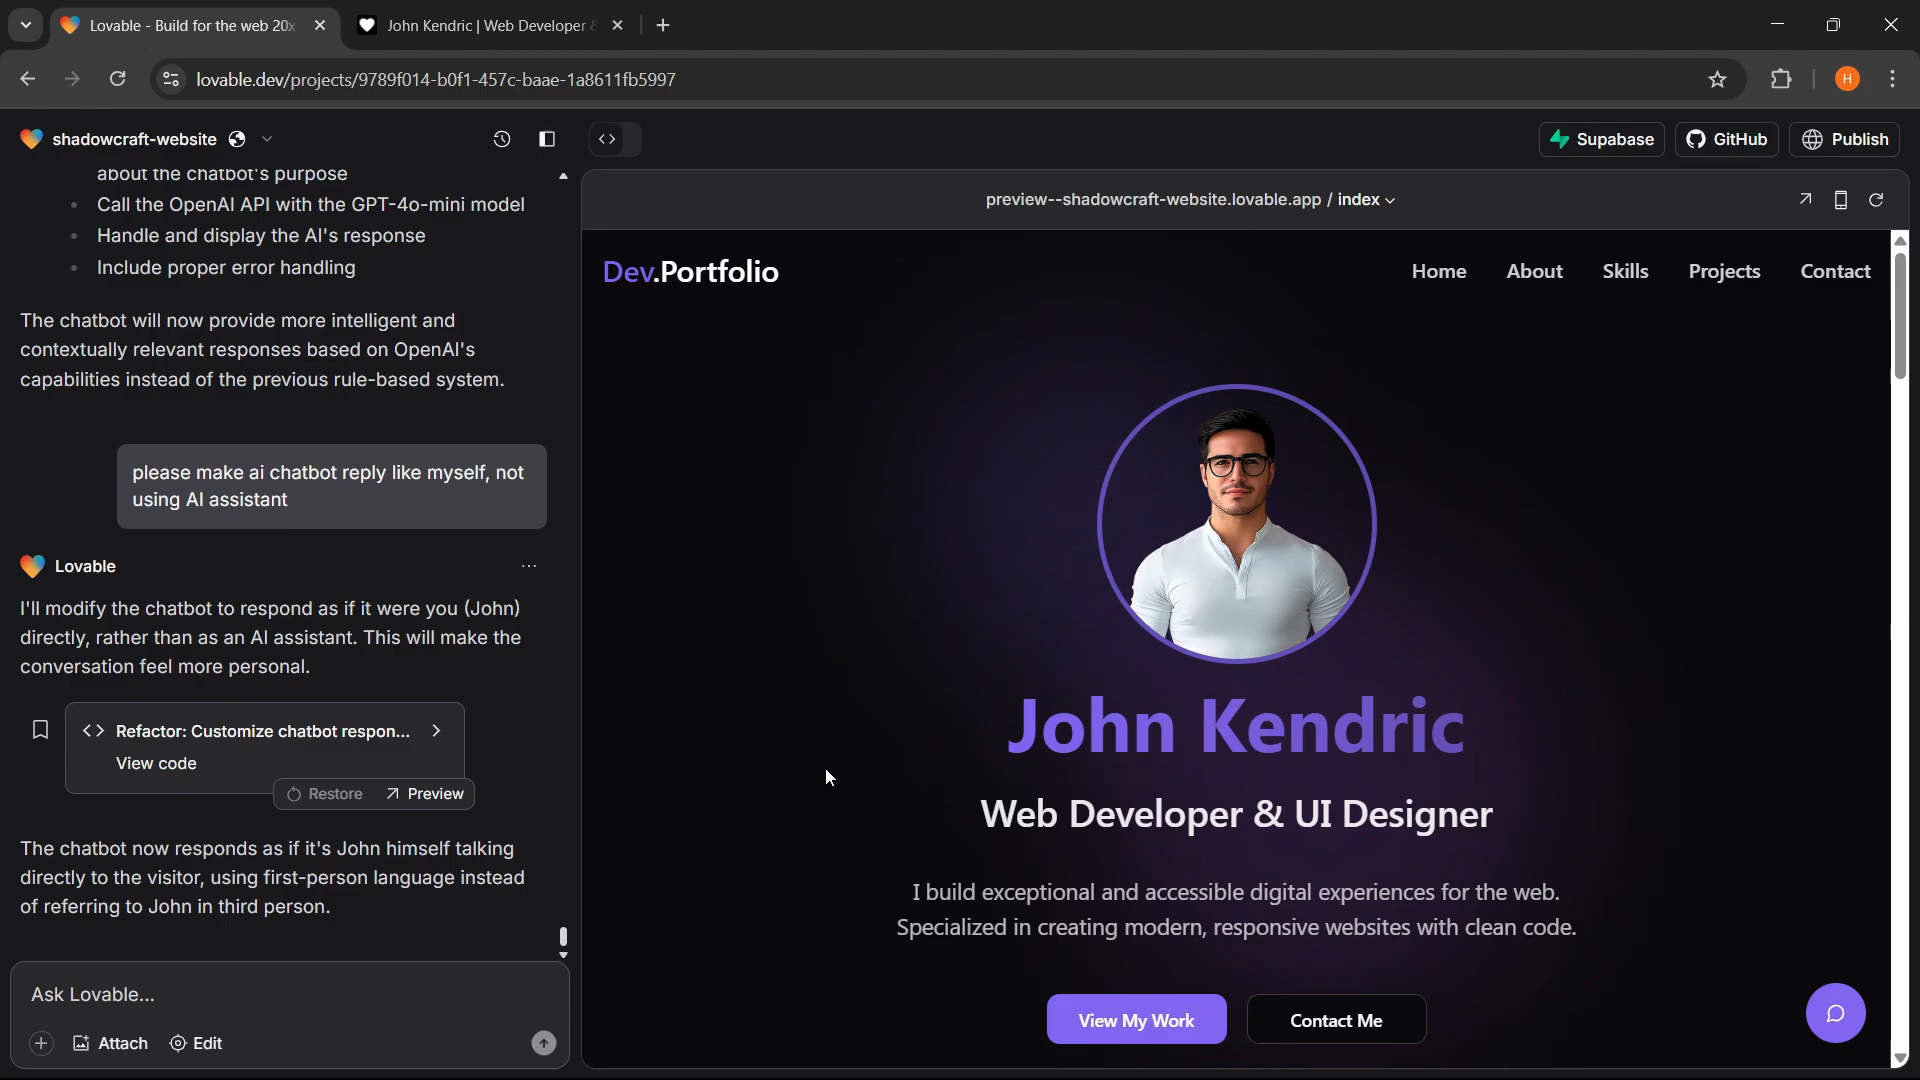 Lovable - Build for the web 20x
John Kendric | Web Developer &
lovable.dev/projects/9789f014-b0f1-457c-baae-1a8611fb5997
H
shadowcraft-website
Supabase
GitHub
Publish
about the chatbot's purpose
• Call the OpenAI API with the GPT-4o-mini model
• Handle and display the AI's response
• Include proper error handling
The chatbot will now provide more intelligent and
contextually relevant responses based on OpenAI's
capabilities instead of the previous rule-based system.
please make ai chatbot reply like myself, not
using AI assistant
Lovable
I'll modify the chatbot to respond as if it were you (John)
directly, rather than as an AI assistant. This will make the
conversation feel more personal.
Refactor: Customize chatbot respon...
View code
Restore
Preview
The chatbot now responds as if it's John himself talking
directly to the visitor, using first-person language instead
of referring to John in third person.
Ask Lovable...
Attach
Edit
preview--shadowcraft-website.lovable.app / index
Dev.Portfolio
Home
About
Skills
Projects
Contact
John Kendric
Web Developer & UI Designer
I build exceptional and accessible digital experiences for the web.
Specialized in creating modern, responsive websites with clean code.
View My Work
Contact Me